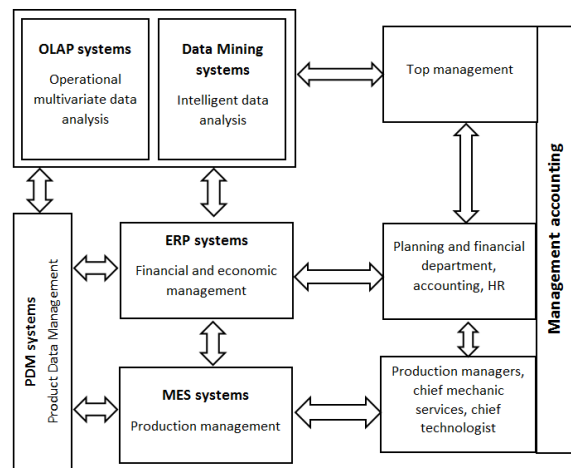 OLAP systems
Operational
multivariate data
analysis
Data Mining
systems
Intelligent data
analysis
Top management
ERP systems
Financial and economic
management
Planning and financial
department,
accounting, HR
MES systems
Production management
Production managers,
chief mechanic
services, chief
technologist
PDM systems
Product Data Management
Management accounting